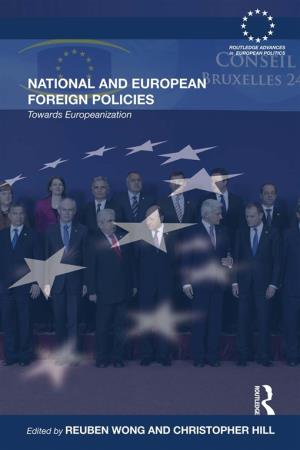 ROUTLEDGE ADVANCES
IN EUROPEAN POLITICS
CONSEIL
BRUXELLES 24
NATIONAL AND EUROPEAN
FOREIGN POLICIES
Towards Europeanization
ROUTLEDGE
Edited by REUBEN WONG AND CHRISTOPHER HILL